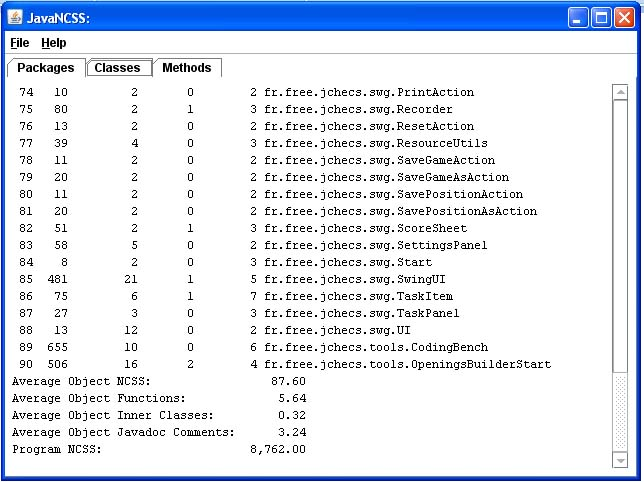 JavaNCSS:
File Help
Packages Classes Methods
74 10 2 0 2 fr.free.jchecs.swg.PrintAction
75 80 2 1 3 fr.free.jchecs.swg.Recorder
76 13 2 0 2 fr.free.jchecs.swg.ResetAction
77 39 4 0 3 fr.free.jchecs.swg.ResourceUtils
78 11 2 0 2 fr.free.jchecs.swg.SaveGameAction
79 20 2 0 2 fr.free.jchecs.swg.SaveGameAsAction
80 11 2 0 2 fr.free.jchecs.swg.SavePositionAction
81 20 2 0 2 fr.free.jchecs.swg.SavePositionAsAction
82 51 2 1 3 fr.free.jchecs.swg.ScoreSheet
83 58 5 0 2 fr.free.jchecs.swg.SettingsPanel
84 8 2 0 3 fr.free.jchecs.swg.Start
85 481 21 1 5 fr.free.jchecs.swg.SwingUI
86 75 6 1 7 fr.free.jchecs.swg.TaskItem
87 27 3 0 3 fr.free.jchecs.swg.TaskPanel
88 13 12 0 2 fr.free.jchecs.swg.UI
89 655 10 0 6 fr.free.jchecs.tools.CodingBench
90 506 16 2 4 fr.free.jchecs.tools.OpeningsBuilderStart
Average Object NCSS: 87.60
Average Object Functions: 5.64
Average Object Inner Classes: 0.32
Average Object Javadoc Comments: 3.24
Program NCSS: 8,762.00